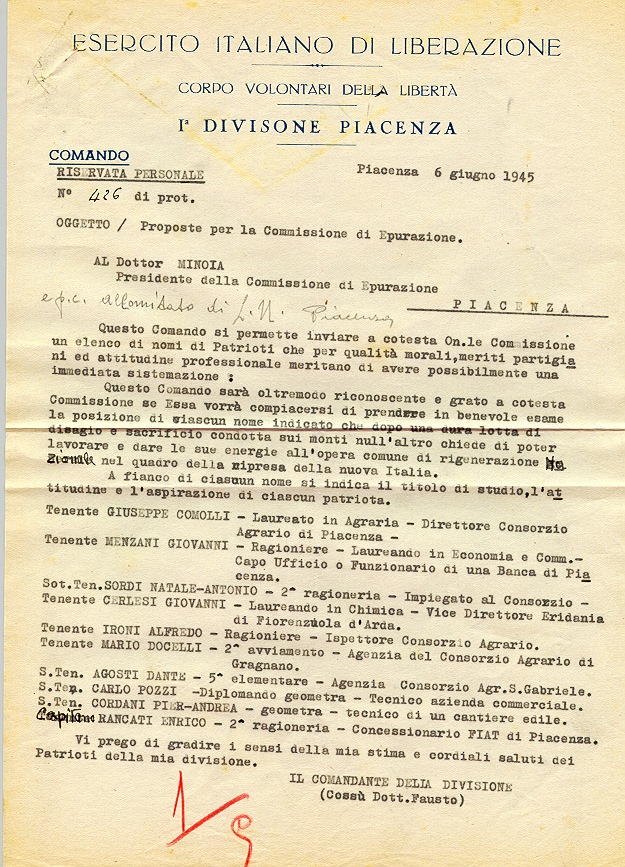 ESERCITO ITALIANO DI LIBERAZIONE
CORPO VOLONTARI DELLA LIBERTÀ
Iª DIVISONE PIACENZA
COMANDO
RISERVATA PERSONALE
Piacenza 6 giugno 1945
Nº 426 di prot.
OGGETTO / Proposte per la Commissione di Epurazione.
AL Dottor MINOIA
Presidente della Commissione di Epurazione
PIACENZA
e p.c. al Comitato di L.N. Piacenza
Questo Comando si permette inviare a cotesta On.le Commissione
un elenco di nomi di Patrioti che per qualità morali,meriti partigia
ni ed attitudine professionale meritano di avere possibilmente una
immediata sistemazione :
Questo Comando sarà oltremodo riconoscente e grato a cotesta
Commissione se Essa vorrà compiacersi di prendere in benevole esame
la posizione di ciascun nome indicato che dopo una dura lotta di
disagio e sacrificio condotta sui monti null'altro chiede di poter
lavorare e dare le sue energie all'opera comune di rigenerazione Na
zionale nel quadro della ripresa della nuova Italia.
A fianco di ciascun nome si indica il titolo di studio,l'at
titudine e l'aspirazione di ciascun patriota.
Tenente GIUSEPPE COMOLLI - Laureato in Agraria - Direttore Consorzio
Agrario di Piacenza -
Tenente MENZANI GIOVANNI - Ragioniere - Laureando in Economia e Comm.-
Capo Ufficio o Funzionario di una Banca di Pia
cenza.
Sot.Ten.SORDI NATALE-ANTONIO - 2^ ragioneria - Impiegato al Consorzio -
Tenente CERLESI GIOVANNI - Laureando in Chimica - Vice Direttore Eridania
di Fiorenzuola d'Arda.
Tenente IRONI ALFREDO - Ragioniere - Ispettore Consorzio Agrario.
Tenente MARIO DOCELLI - 2^ avviamento - Agenzia del Consorzio Agrario di
Gragnano.
S.Ten. AGOSTI DANTE - 5^ elementare - Agenzia Consorzio Agr.S.Gabriele.
S.Ten. CARLO POZZI -Diplomando geometra - Tecnico azienda commerciale.
S.Ten. CORDANI PIER-ANDREA - geometra - tecnico di un cantiere edile.
Capitano RANCATI ENRICO - 2^ ragioneria - Concessionario FIAT di Piacenza.
Vi prego di gradire i sensi della mia stima e cordiali saluti dei
Patrioti della mia divisione.
IL COMANDANTE DELLA DIVISIONE
(Cossù Dott.Fausto)
1/9